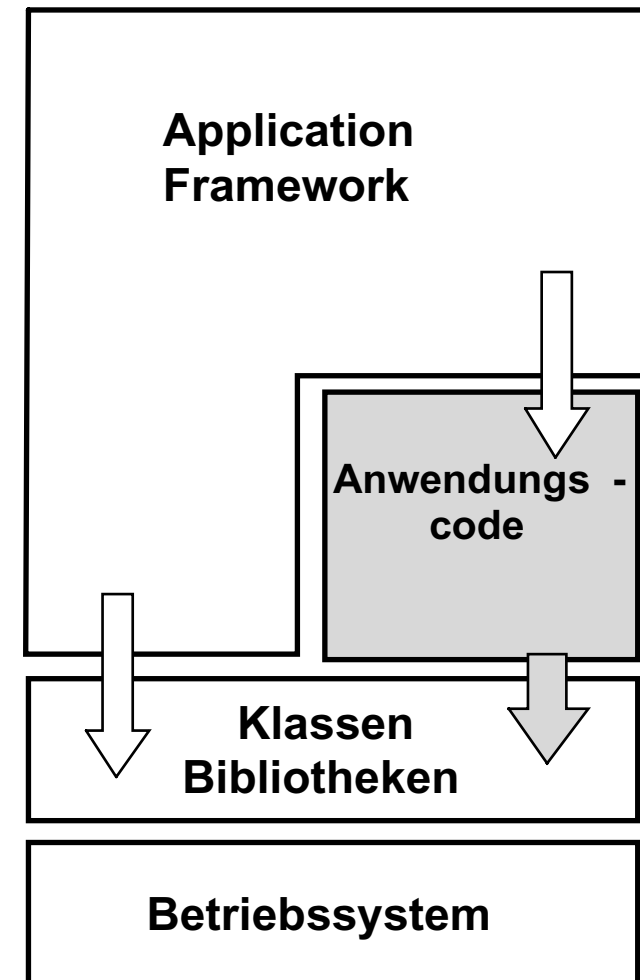 Application
Framework
Anwendungs -
code
Klassen
Bibliotheken
Betriebssystem